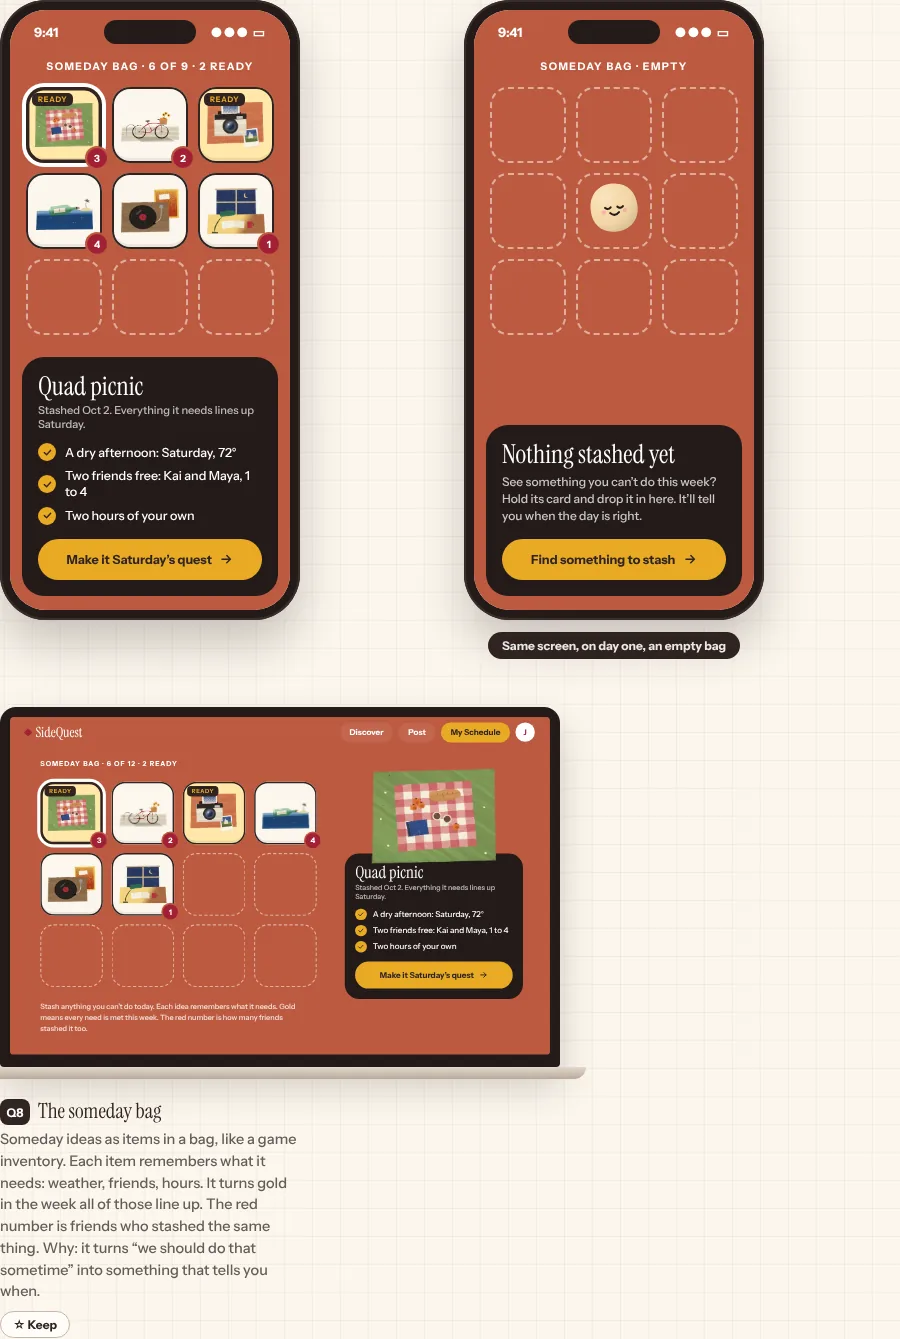 9:41
SOMEDAY BAG · 6 OF 9 · 2 READY
READY
READY
3
2
4
1
Quad picnic
Stashed Oct 2. Everything it needs lines up
Saturday.
A dry afternoon: Saturday, 72°
Two friends free: Kai and Maya, 1
to 4
Two hours of your own
Make it Saturday's quest →
9:41
SOMEDAY BAG · EMPTY
Nothing stashed yet
See something you can't do this week?
Hold its card and drop it in here. It'll tell
you when the day is right.
Find something to stash →
Same screen, on day one, an empty bag
SideQuest
Discover
Post
My Schedule
J
SOMEDAY BAG · 6 OF 12 · 2 READY
READY
READY
3
2
4
1
Stash anything you can't do today. Each idea remembers what it needs. Gold
means every need is met this week. The red number is how many friends
stashed it too.
Quad picnic
Stashed Oct 2. Everything it needs lines up
Saturday.
A dry afternoon: Saturday, 72°
Two friends free: Kai and Maya, 1 to 4
Two hours of your own
Make it Saturday's quest →
Q8 The someday bag
Someday ideas as items in a bag, like a game
inventory. Each item remembers what it
needs: weather, friends, hours. It turns gold
in the week all of those line up. The red
number is friends who stashed the same
thing. Why: it turns “we should do that
sometime” into something that tells you
when.
☆ Keep